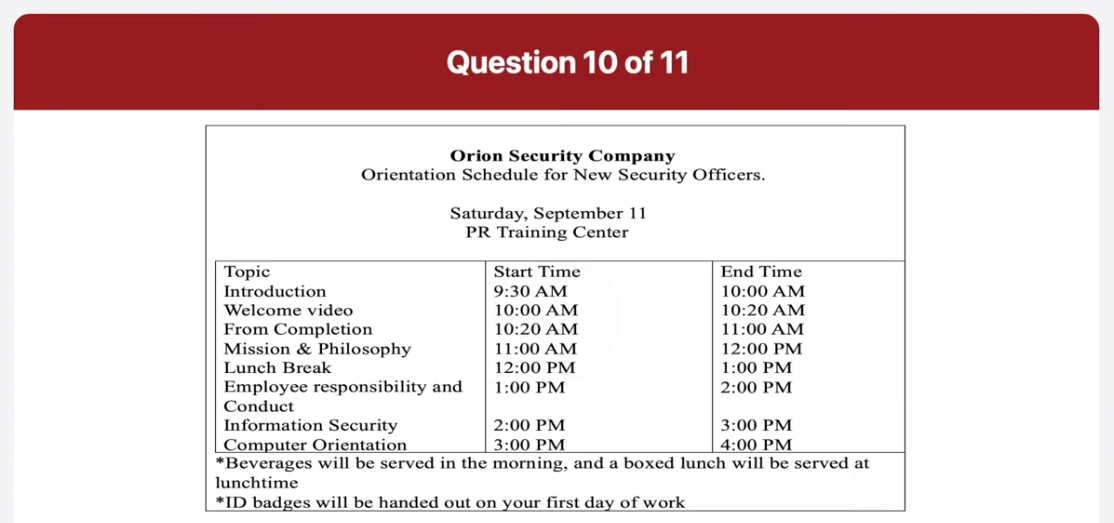 Question 10 of 11
Orion Security Company
Orientation Schedule for New Security Officers.
Saturday, September 11
PR Training Center
Topic Start Time End Time
Introduction 9:30 AM 10:00 AM
Welcome video 10:00 AM 10:20 AM
From Completion 10:20 AM 11:00 AM
Mission & Philosophy 11:00 AM 12:00 PM
Lunch Break 12:00 PM 1:00 PM
Employee responsibility and 1:00 PM 2:00 PM
Conduct
Information Security 2:00 PM 3:00 PM
Computer Orientation 3:00 PM 4:00 PM
*Beverages will be served in the morning, and a boxed lunch will be served at
lunchtime
*ID badges will be handed out on your first day of work